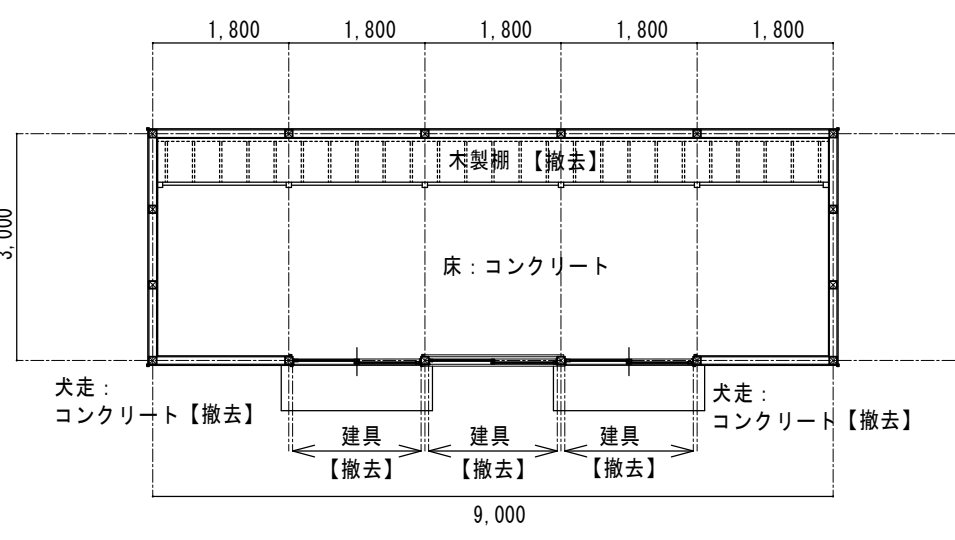 1,800 1,800 1,800 1,800 1,800
木製棚 【撤去】
3,000
床：コンクリート
犬走：
コンクリート【撤去】
犬走：
コンクリート【撤去】
建具 建具 建具
【撤去】 【撤去】 【撤去】
9,000